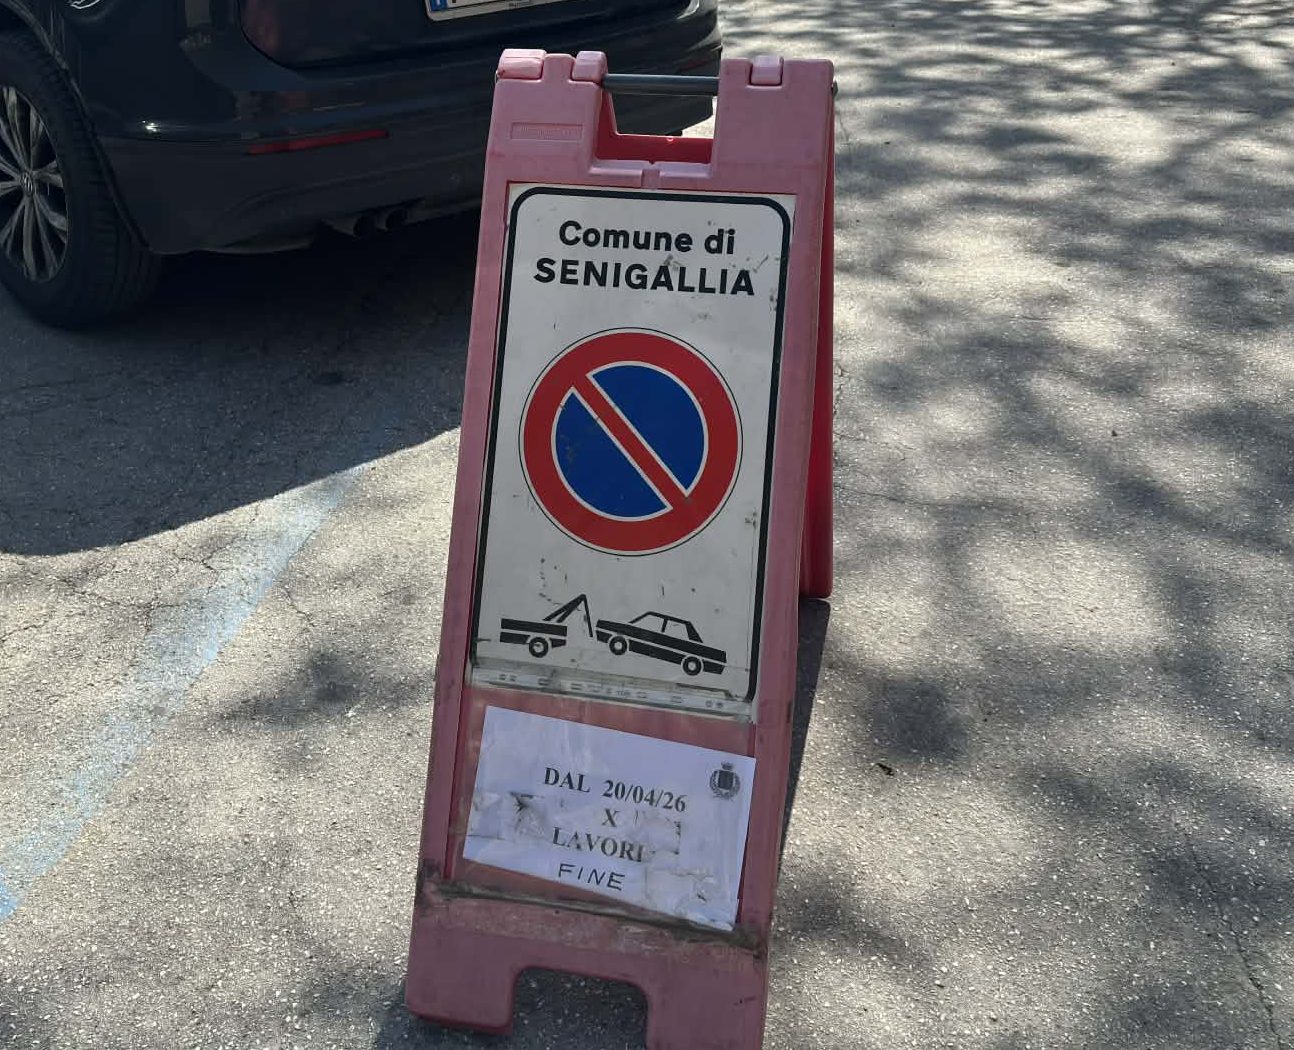 Comune di
SENIGALLIA
DAL 20/04/26
X
LAVORI
FINE